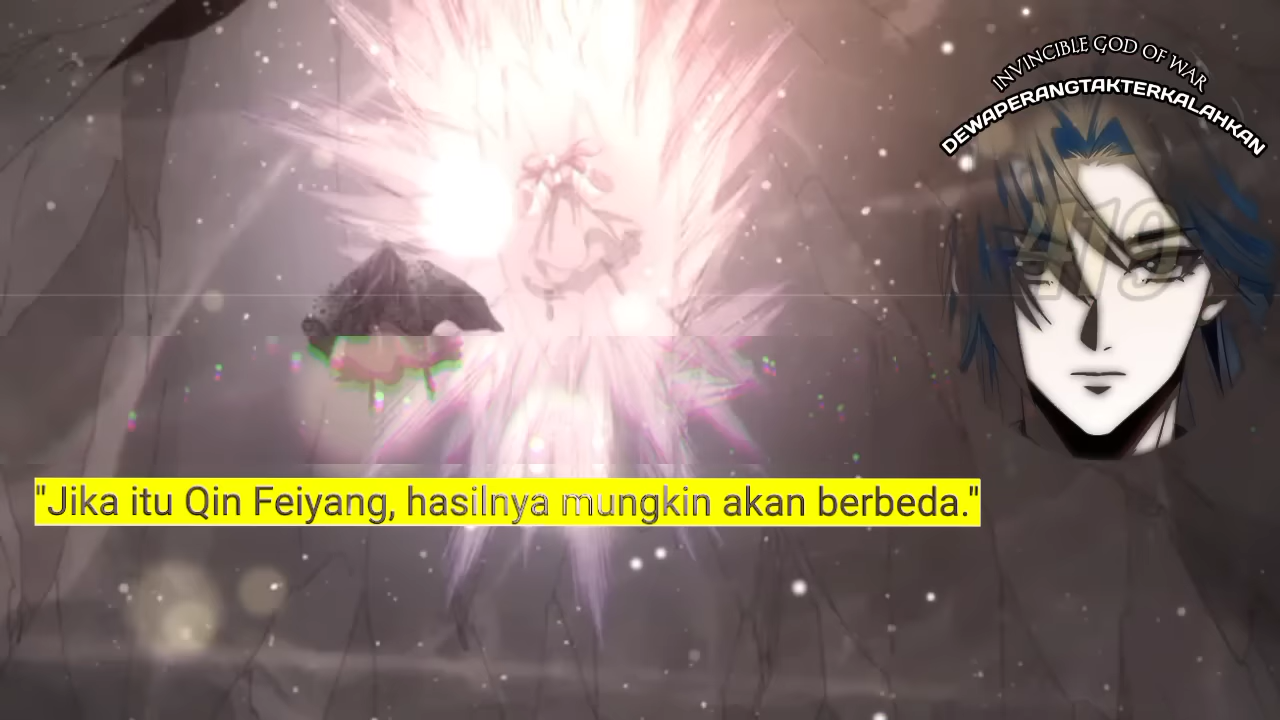 INVINCIBLE GOD OF WAR
DEWAPERANGTAKTERKALAHKAN
"Jika itu Qin Feiyang, hasilnya mungkin akan berbeda."